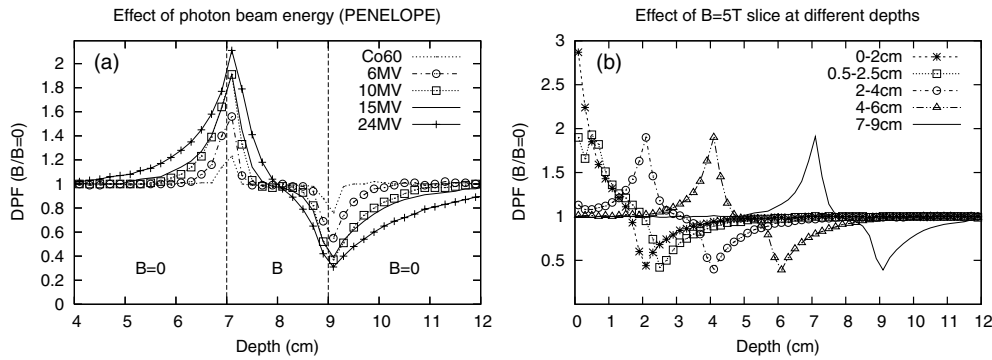 Effect of photon beam energy (PENELOPE)
(a)
Co60
6MV
10MV
15MV
24MV
2
1.8
1.6
1.4
1.2
1
0.8
0.6
0.4
0.2
0
DPF (B/B=0)
B=0 B B=0
4 5 6 7 8 9 10 11 12
Depth (cm)
Effect of B=5T slice at different depths
(b)
0-2cm
0.5-2.5cm
2-4cm
4-6cm
7-9cm
3
2.5
2
1.5
1
0.5
DPF (B/B=0)
0 1 2 3 4 5 6 7 8 9 10 11 12
Depth (cm)